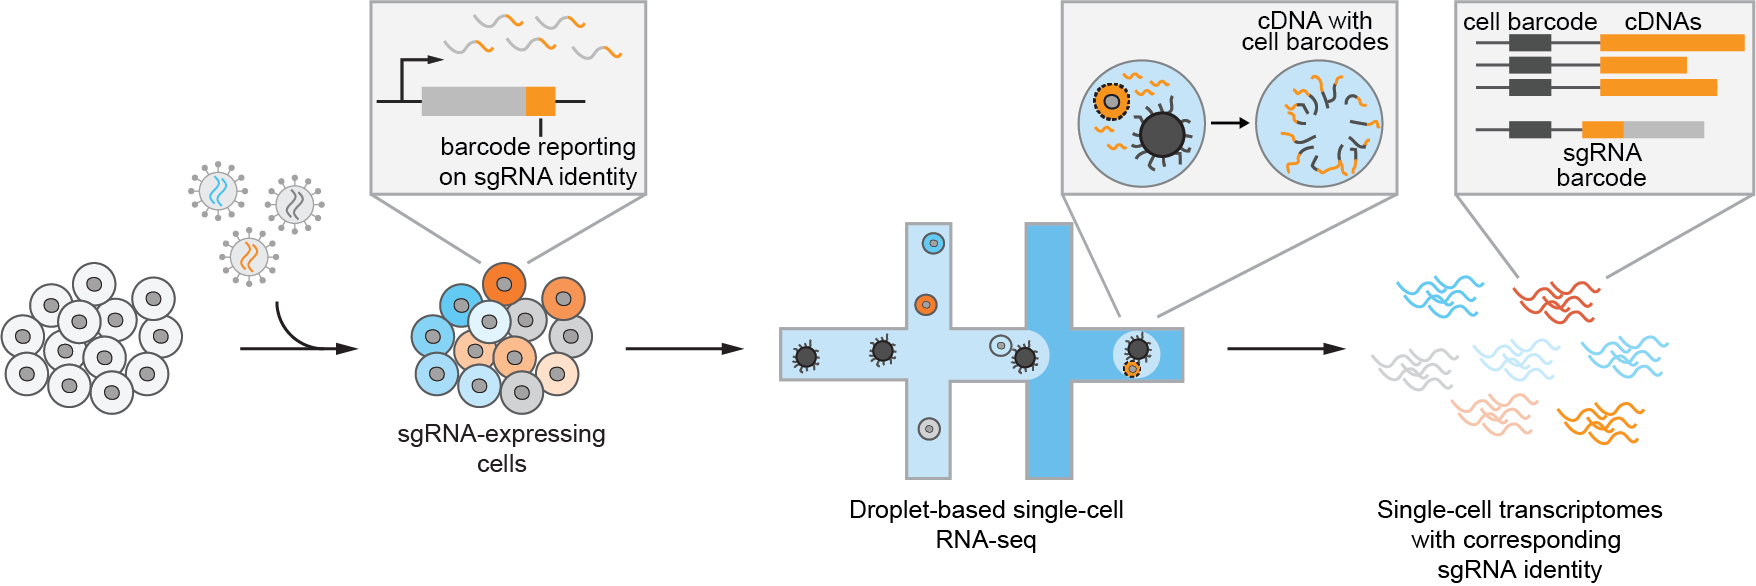 barcode reporting
on sgRNA identity
sgRNA-expressing
cells
cDNA with
cell barcodes
Droplet-based single-cell
RNA-seq
cell barcode
cDNAs
sgRNA
barcode
Single-cell transcriptomes
with corresponding
sgRNA identity